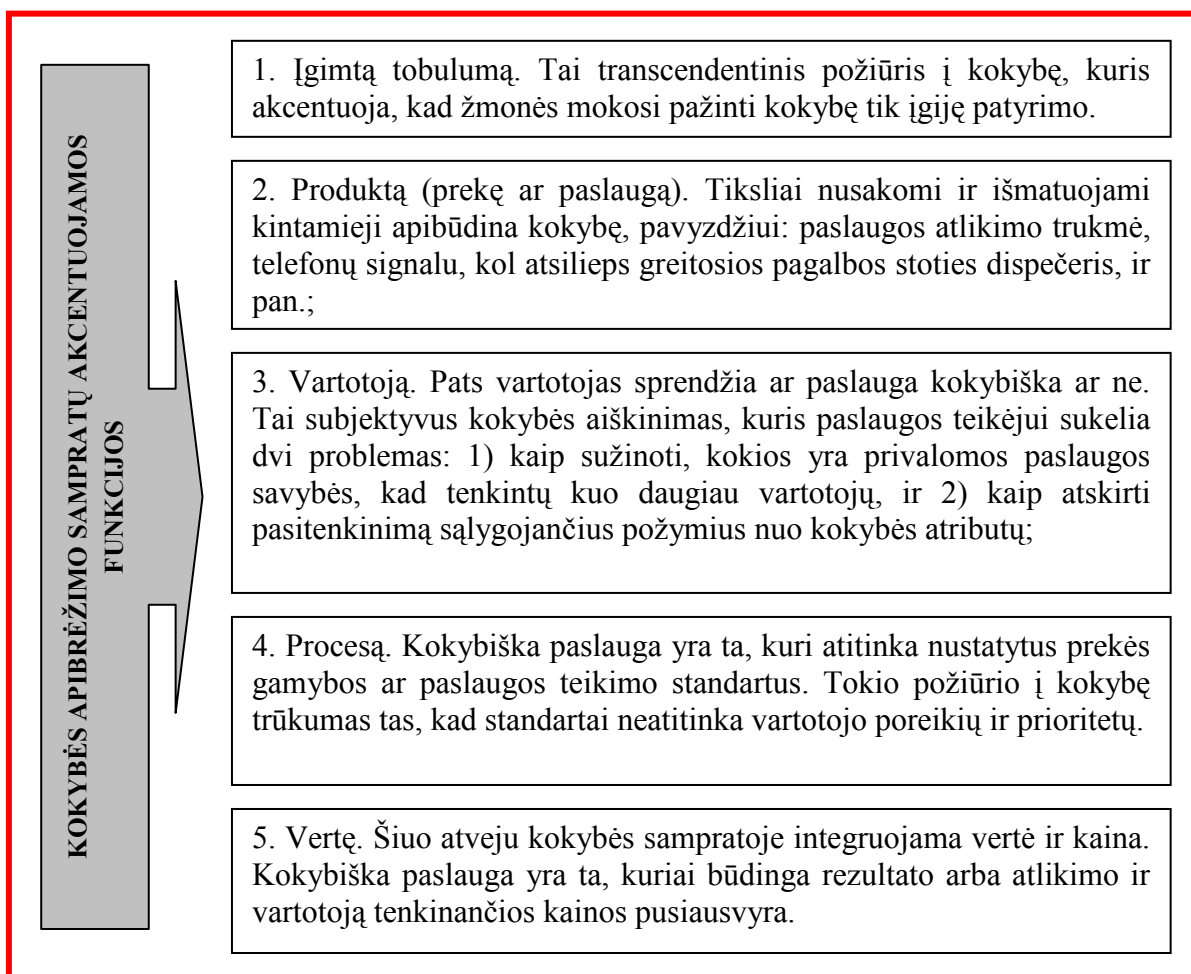 KOKYBĖS APIBRĖŽIMO SAMPRATŲ AKCENTUOJAMOS
FUNKCIJOS
1. Įgimtą tobulumą. Tai transcendentinis požiūris į kokybę, kuris
akcentuoja, kad žmonės mokosi pažinti kokybę tik įgiję patyrimo.
2. Produktą (prekę ar paslaugą). Tiksliai nusakomi ir išmatuojami
kintamieji apibūdina kokybę, pavyzdžiui: paslaugos atlikimo trukmė,
telefonų signalu, kol atsilieps greitosios pagalbos stoties dispečeris, ir
pan.;
3. Vartotoją. Pats vartotojas sprendžia ar paslauga kokybiška ar ne.
Tai subjektyvus kokybės aiškinimas, kuris paslaugos teikėjui sukelia
dvi problemas: 1) kaip sužinoti, kokios yra privalomos paslaugos
savybės, kad tenkintų kuo daugiau vartotojų, ir 2) kaip atskirti
pasitenkinimą sąlygojančius požymius nuo kokybės atributų;
4. Procesą. Kokybiška paslauga yra ta, kuri atitinka nustatytus prekės
gamybos ar paslaugos teikimo standartus. Tokio požiūrio į kokybę
trūkumas tas, kad standartai neatitinka vartotojo poreikių ir prioritetų.
5. Vertę. Šiuo atveju kokybės sampratoje integruojama vertė ir kaina.
Kokybiška paslauga yra ta, kuriai būdinga rezultato arba atlikimo ir
vartotoją tenkinančios kainos pusiausvyra.